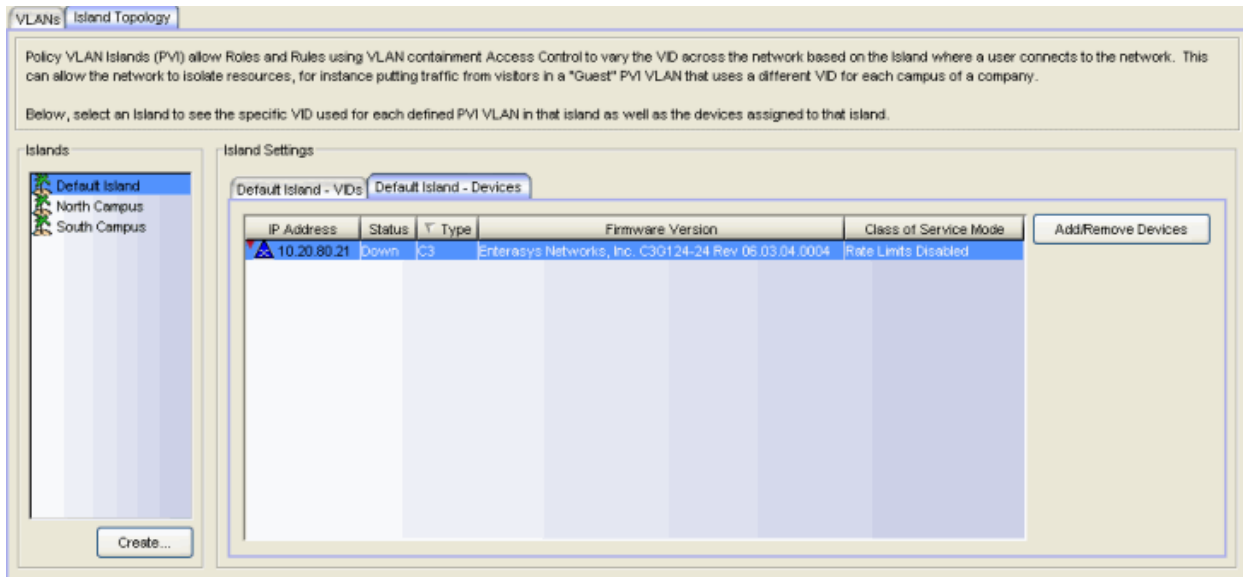 VLANs Island Topology
Policy VLAN Islands (PVI) allow Roles and Rules using VLAN containment Access Control to vary the VID across the network based on the Island where a user connects to the network. This
can allow the network to isolate resources, for instance putting traffic from visitors in a "Guest" PVI VLAN that uses a different VID for each campus of a company.
Below, select an Island to see the specific VID used for each defined PVI VLAN in that island as well as the devices assigned to that island.
Islands
Default Island
North Campus
South Campus
Create...
Island Settings
Default Island - VIDs Default Island - Devices
IP Address Status Type Firmware Version Class of Service Mode
10.20.80.21 Down C3 Enterasys Networks, Inc. C3G124-24 Rev 06.03.04.0004 Rate Limits Disabled
Add/Remove Devices